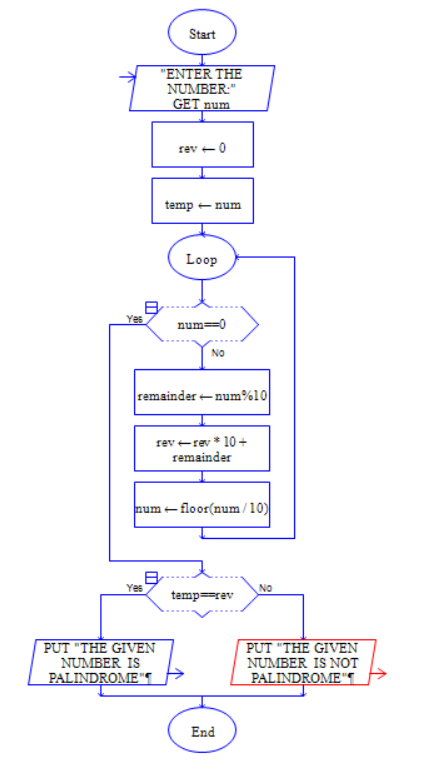 Start
"ENTER THE
NUMBER:"
GET num
rev ← 0
temp ← num
Loop
Yes
num==0
No
remainder ← num%10
rev ← rev * 10 +
remainder
num ← floor(num / 10)
Yes
temp==rev
No
PUT "THE GIVEN
NUMBER IS
PALINDROME"¶
PUT "THE GIVEN
NUMBER IS NOT
PALINDROME"¶
End